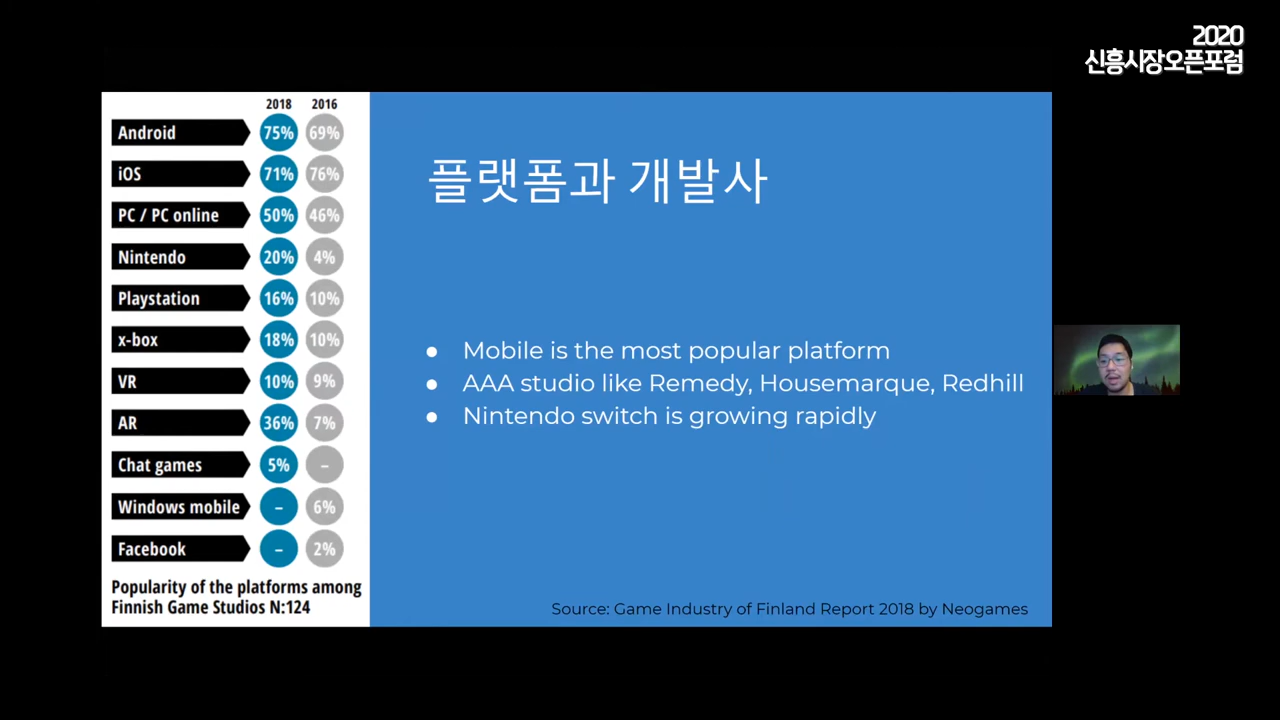 2020
신흥시장오픈포럼
2018 2016
Android 75% 69%
iOS 71% 76%
PC / PC online 50% 46%
Nintendo 20% 4%
Playstation 16% 10%
x-box 18% 10%
VR 10% 9%
AR 36% 7%
Chat games 5% –
Windows mobile – 6%
Facebook – 2%
Popularity of the platforms among
Finnish Game Studios N:124
플랫폼과 개발사
● Mobile is the most popular platform
● AAA studio like Remedy, Housemarque, Redhill
● Nintendo switch is growing rapidly
Source: Game Industry of Finland Report 2018 by Neogames